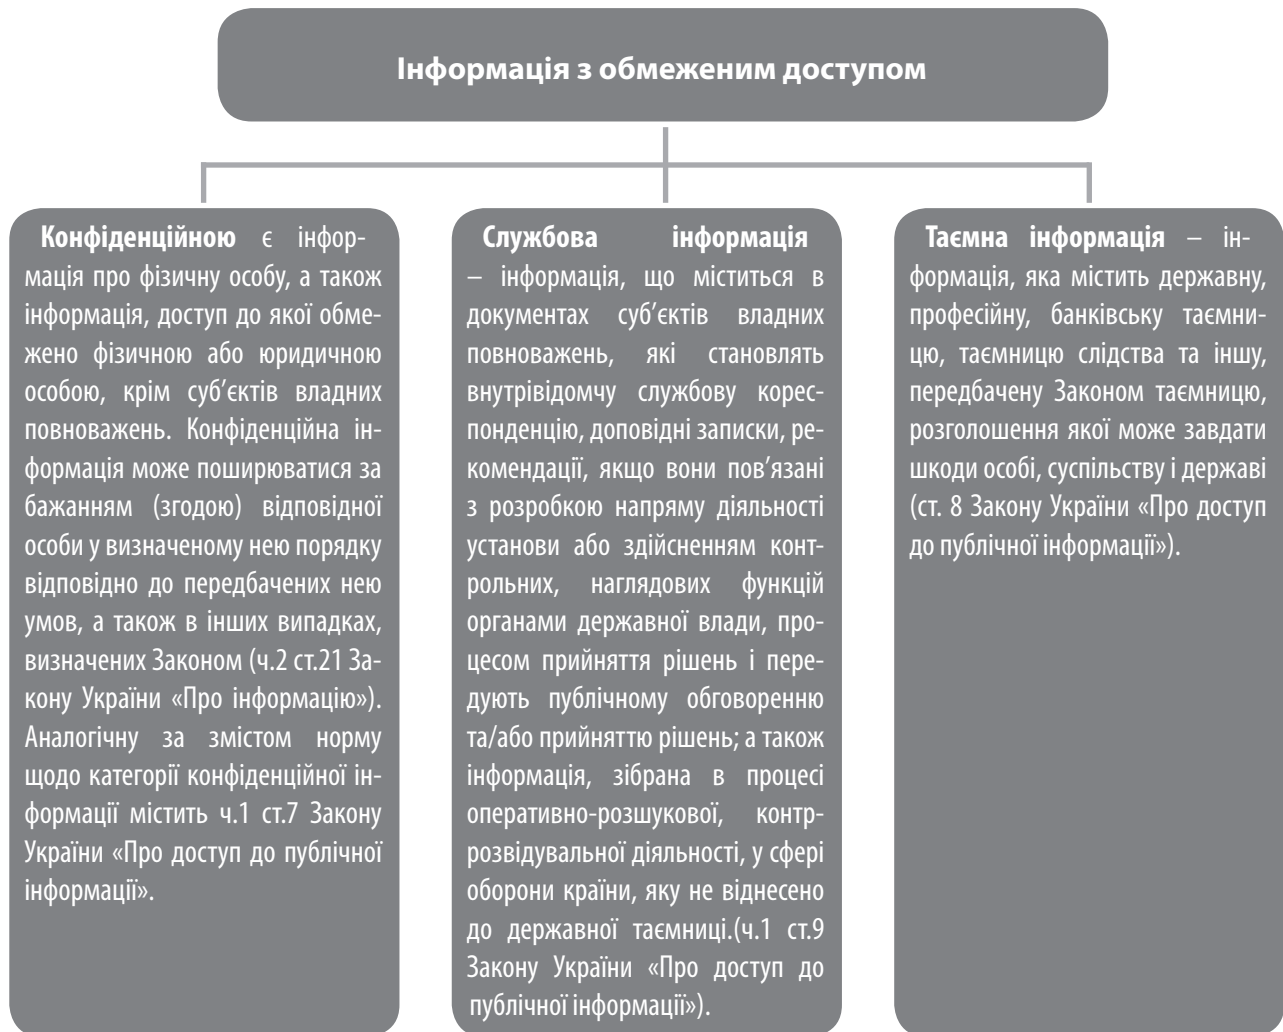 Інформація з обмеженим доступом
Конфіденційною є інфор-
мація про фізичну особу, а також
інформація, доступ до якої обме-
жено фізичною або юридичною
особою, крім суб’єктів владних
повноважень. Конфіденційна ін-
формація може поширюватися за
бажанням (згодою) відповідної
особи у визначеному нею порядку
відповідно до передбачених нею
умов, а також в інших випадках,
визначених Законом (ч.2 ст.21 За-
кону України «Про інформацію»).
Аналогічну за змістом норму
щодо категорії конфіденційної ін-
формації містить ч.1 ст.7 Закону
України «Про доступ до публічної
інформації».
Службова інформація
– інформація, що міститься в
документах суб’єктів владних
повноважень, які становлять
внутрівідомчу службову корес-
понденцію, доповідні записки, ре-
комендації, якщо вони пов’язані
з розробкою напряму діяльності
установи або здійсненням конт-
рольних, наглядових функцій
органами державної влади, про-
цесом прийняття рішень і пере-
дують публічному обговоренню
та/або прийняттю рішень; а також
інформація, зібрана в процесі
оперативно-розшукової, контр-
розвідувальної діяльності, у сфері
оборони країни, яку не віднесено
до державної таємниці.(ч.1 ст.9
Закону України «Про доступ до
публічної інформації»).
Таємна інформація – ін-
формація, яка містить державну,
професійну, банківську таємни-
цю, таємницю слідства та іншу,
передбачену Законом таємницю,
розголошення якої може завдати
шкоди особі, суспільству і державі
(ст. 8 Закону України «Про доступ
до публічної інформації»).